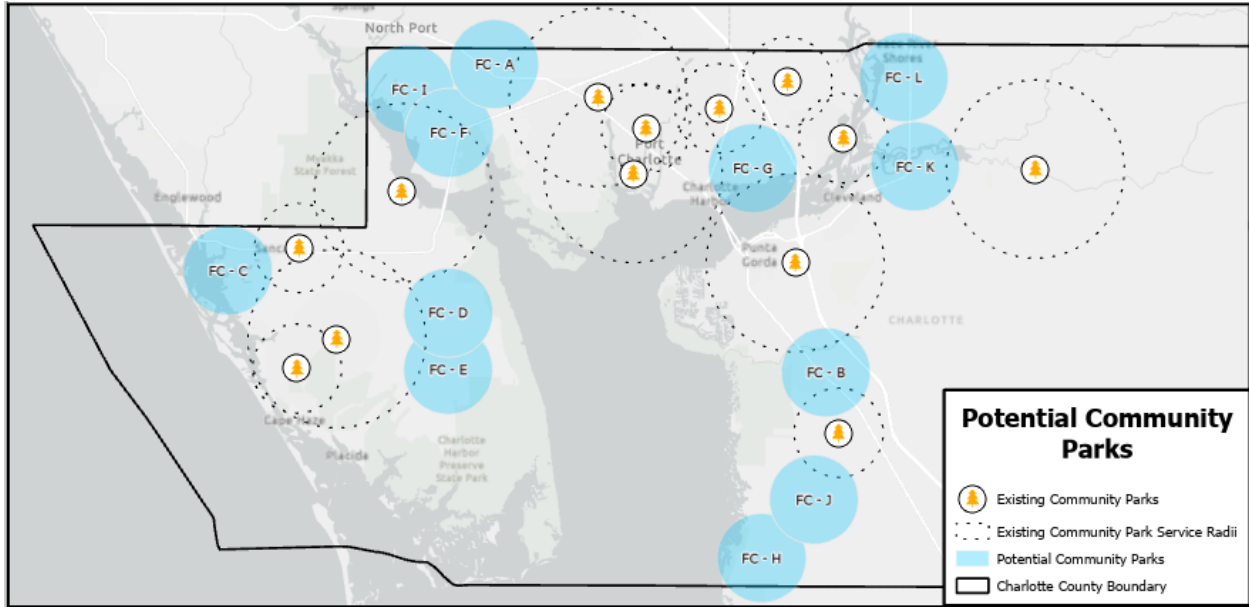 Springs
North Port
FC - A
FC - I
FC - F
Shores
FC - L
Port
Charlotte
Myakka
State Forest
FC - G
FC - K
Charlotte
Harbor
Cleveland
Englewood
FC - C
Punta
Gorda
FC - D
FC - E
CHARLOTTE
FC - B
Cape Haze
Placida
Charlotte
Harbor
Preserve
State Park
FC - J
FC - H
Potential Community
Parks
Existing Community Parks
Existing Community Park Service Radii
Potential Community Parks
Charlotte County Boundary